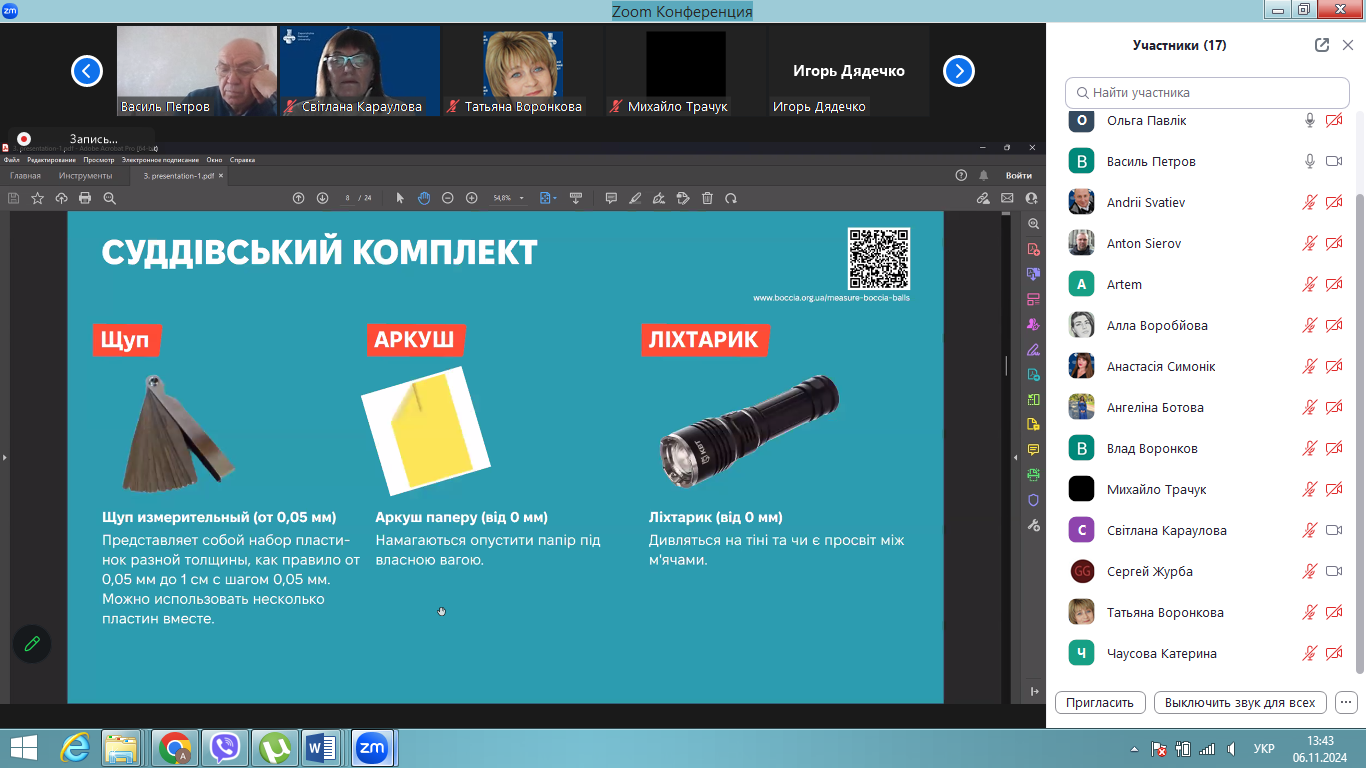 Zoom Конференция
Василь Петров
Світлана Караулова
Татьяна Воронкова
Михайло Трачук
Игорь Дядечко
Игорь Дядечко
Запись...
Файл Редактирование Просмотр Электронное подписание Окно Справка
Главная Инструменты 3. presentation-1.pdf × Войти
8 / 24 54,8%
СУДДІВСЬКИЙ КОМПЛЕКТ
www.boccia.org.ua/measure-boccia-balls
Щуп
Щуп измерительный (от 0,05 мм)
Представляет собой набор пласти-
нок разной толщины, как правило от
0,05 мм до 1 см с шагом 0,05 мм.
Можно использовать несколько
пластин вместе.
АРКУШ
Аркуш паперу (від 0 мм)
Намагаються опустити папір під
власною вагою.
ЛІХТАРИК
Ліхтарик (від 0 мм)
Дивляться на тіні та чи є просвіт між
м'ячами.
Участники (17)
Найти участника
О Ольга Павлік
В Василь Петров
Andrii Svatiev
Anton Sierov
A Artem
Алла Воробйова
Анастасія Симонік
Ангеліна Ботова
В Влад Воронков
Михайло Трачук
С Світлана Караулова
GG Сергей Журба
Татьяна Воронкова
Ч Чаусова Катерина
Пригласить Выключить звук для всех ...
zm
УКР
13:43
06.11.2024